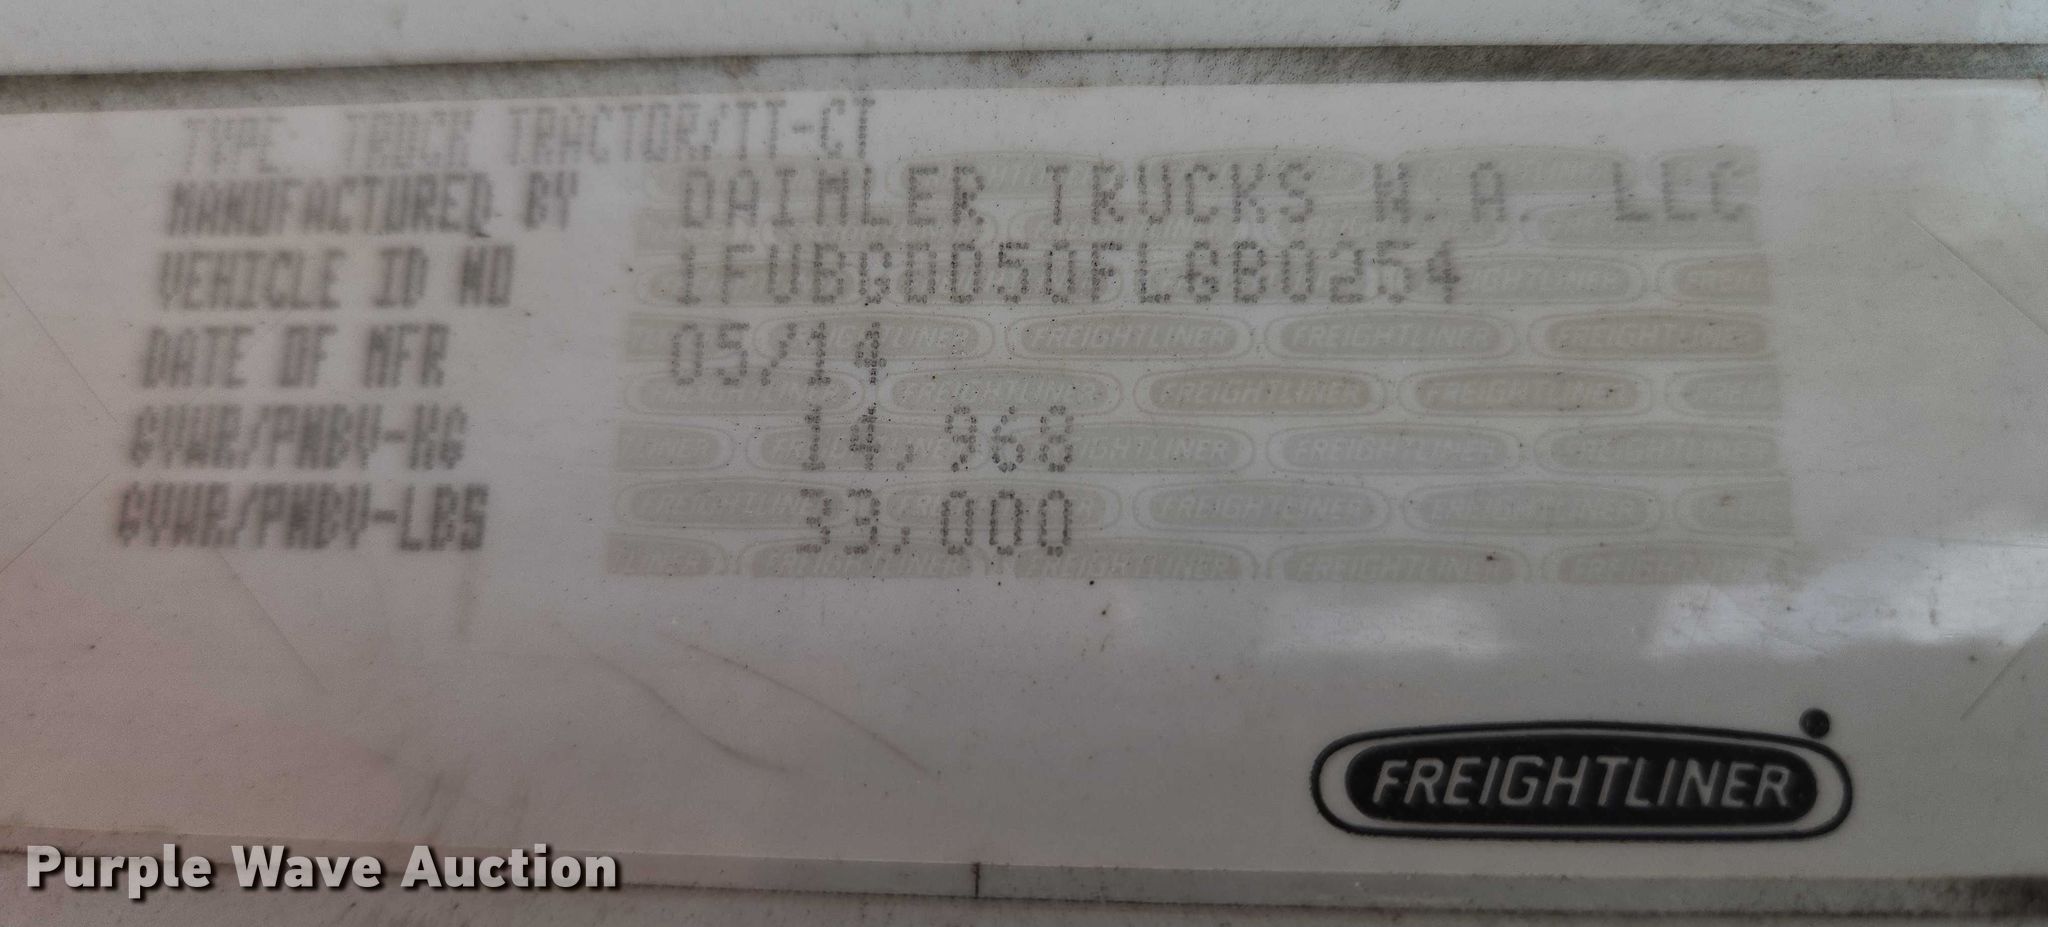 TYPE: TRUCK TRACTOR/TT-CT
MANUFACTURED BY DAIMLER TRUCKS N.A. LLC
VEHICLE ID NO 1FUBGDD50FLGB0254
DATE OF MFR 05/14
GVWR/PNBV-KG 14,968
GVWR/PNBV-LBS 33,000
FREIGHTLINER
Purple Wave Auction